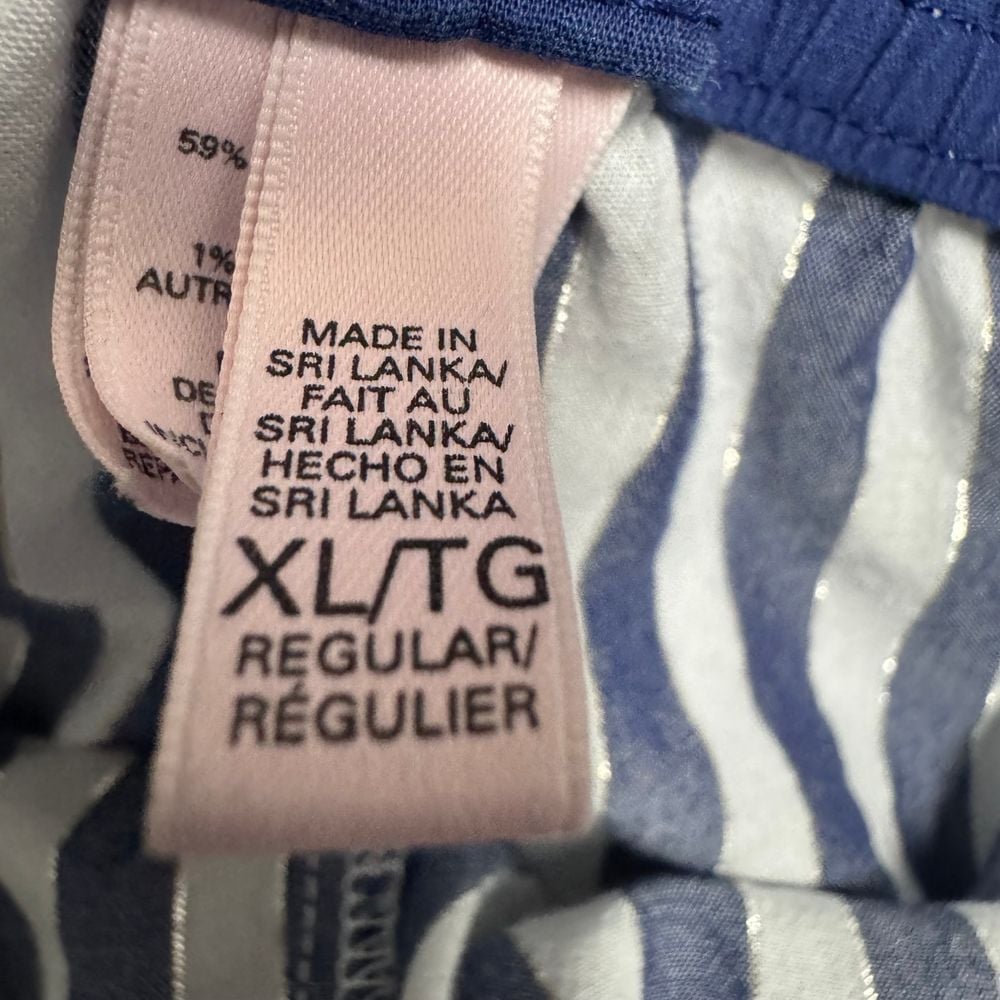 59%
1%
AUTR
DE
MADE IN
SRI LANKA/
FAIT AU
SRI LANKA/
HECHO EN
SRI LANKA
XL/TG
REGULAR/
RÉGULIER